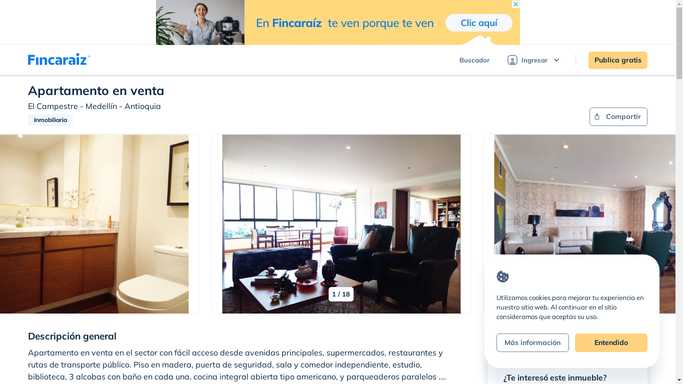 En Fincaraíz te ven porque te ven
Clic aquí
Fincaraiz
Buscador
Ingresar
Publica gratis
Apartamento en venta
El Campestre - Medellín - Antioquia
Inmobiliaria
Compartir
1 / 18
Utilizamos cookies para mejorar tu experiencia en
nuestro sitio web. Al continuar en el sitio
consideramos que aceptas su uso.
Más información
Entendido
Descripción general
Apartamento en venta en el sector con fácil acceso desde avenidas principales, supermercados, restaurantes y
rutas de transporte público. Piso en madera, puerta de seguridad, sala y comedor independiente, estudio,
biblioteca, 3 alcobas con baño en cada una, cocina integral abierta tipo americano, y parqueaderos paralelos ....
¿Te interesó este inmueble?